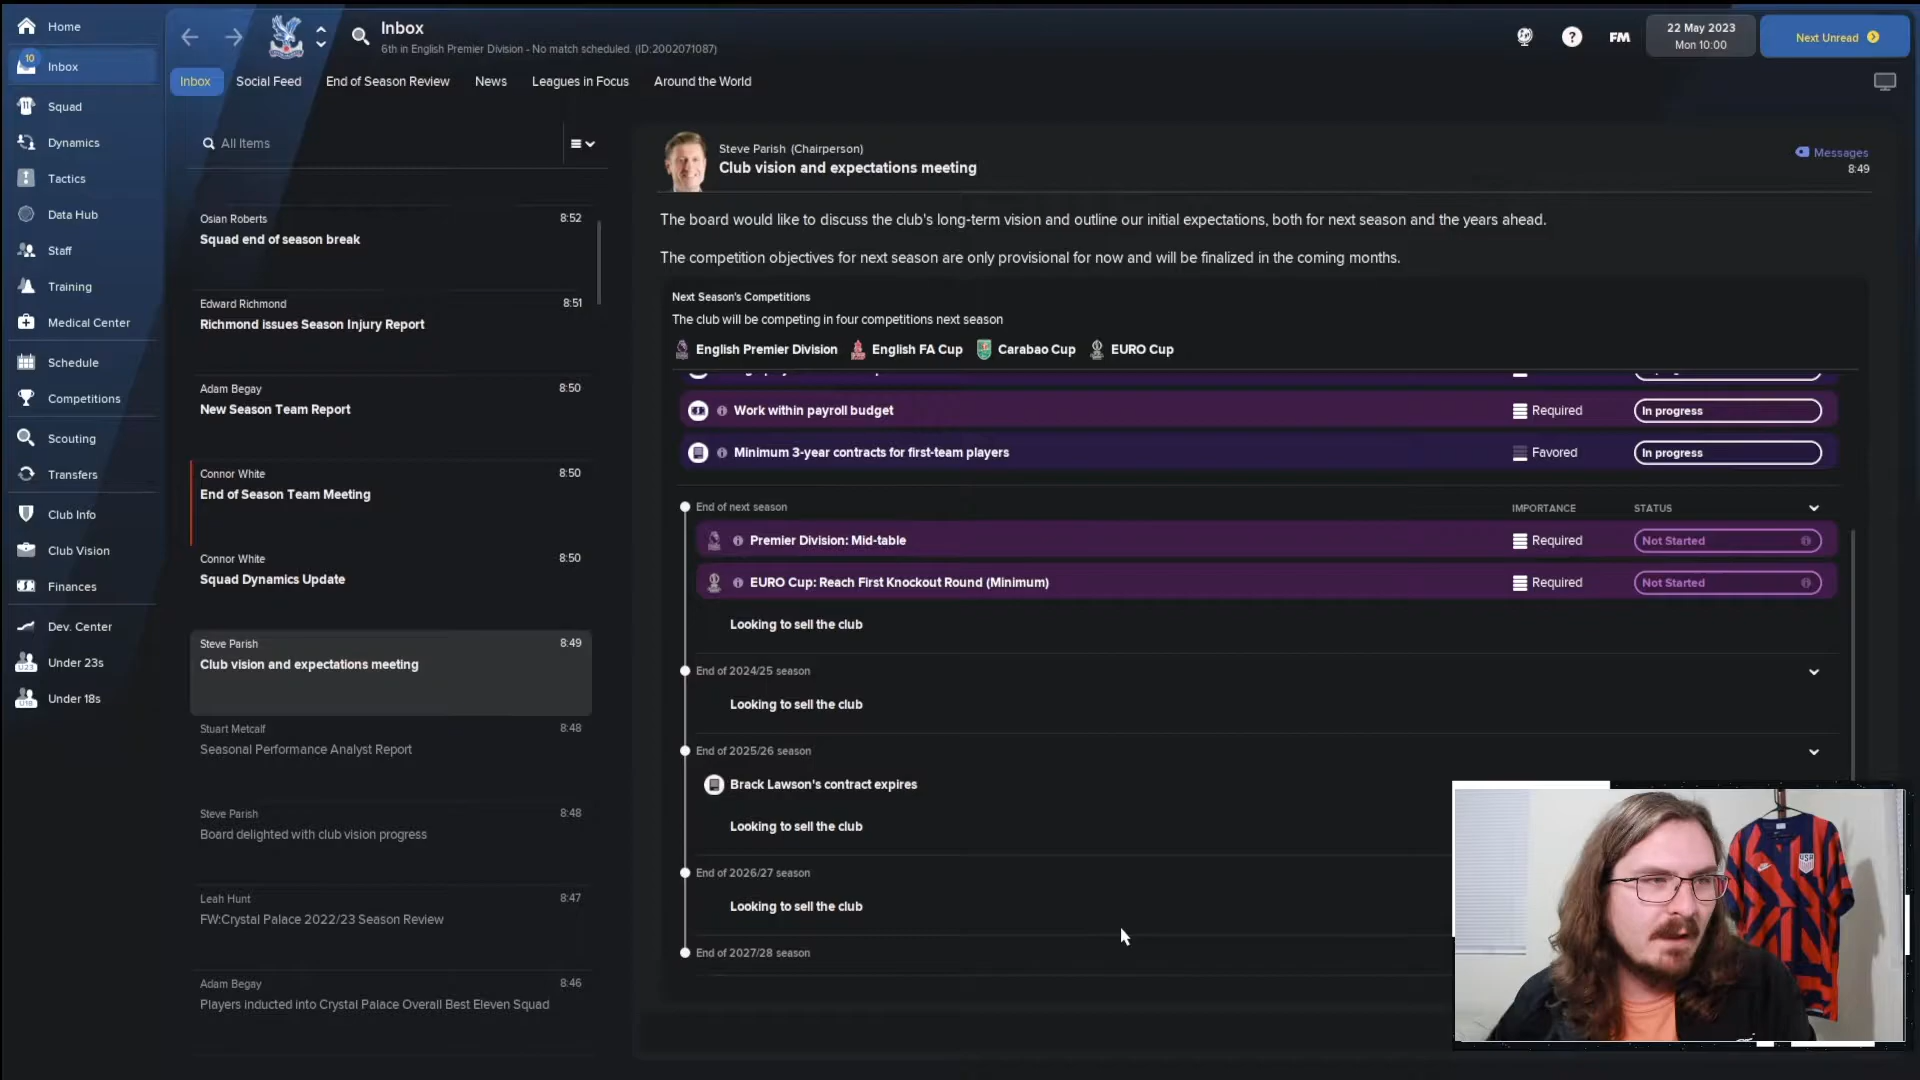 Home
10
Inbox
Squad
Dynamics
Tactics
Data Hub
Staff
Training
Medical Center
Schedule
Competitions
Scouting
Transfers
Club Info
Club Vision
Finances
Dev. Center
Under 23s
Under 18s
Inbox
6th in English Premier Division - No match scheduled. (ID:2002071087)
FM
22 May 2023
Mon 10:00
Next Unread
Inbox
Social Feed
End of Season Review
News
Leagues in Focus
Around the World
All Items
Osian Roberts 8:52
Squad end of season break
Edward Richmond 8:51
Richmond issues Season Injury Report
Adam Begay 8:50
New Season Team Report
Connor White 8:50
End of Season Team Meeting
Connor White 8:50
Squad Dynamics Update
Steve Parish 8:49
Club vision and expectations meeting
Stuart Metcalf 8:48
Seasonal Performance Analyst Report
Steve Parish 8:48
Board delighted with club vision progress
Leah Hunt 8:47
FW:Crystal Palace 2022/23 Season Review
Adam Begay 8:46
Players inducted into Crystal Palace Overall Best Eleven Squad
Steve Parish (Chairperson)
Club vision and expectations meeting
Messages
8:49
The board would like to discuss the club's long-term vision and outline our initial expectations, both for next season and the years ahead.
The competition objectives for next season are only provisional for now and will be finalized in the coming months.
Next Season's Competitions
The club will be competing in four competitions next season
English Premier Division English FA Cup Carabao Cup EURO Cup
Work within payroll budget Required In progress
Minimum 3-year contracts for first-team players Favored In progress
End of next season IMPORTANCE STATUS
Premier Division: Mid-table Required Not Started
EURO Cup: Reach First Knockout Round (Minimum) Required Not Started
Looking to sell the club
End of 2024/25 season
Looking to sell the club
End of 2025/26 season
Brack Lawson's contract expires
Looking to sell the club
End of 2026/27 season
Looking to sell the club
End of 2027/28 season